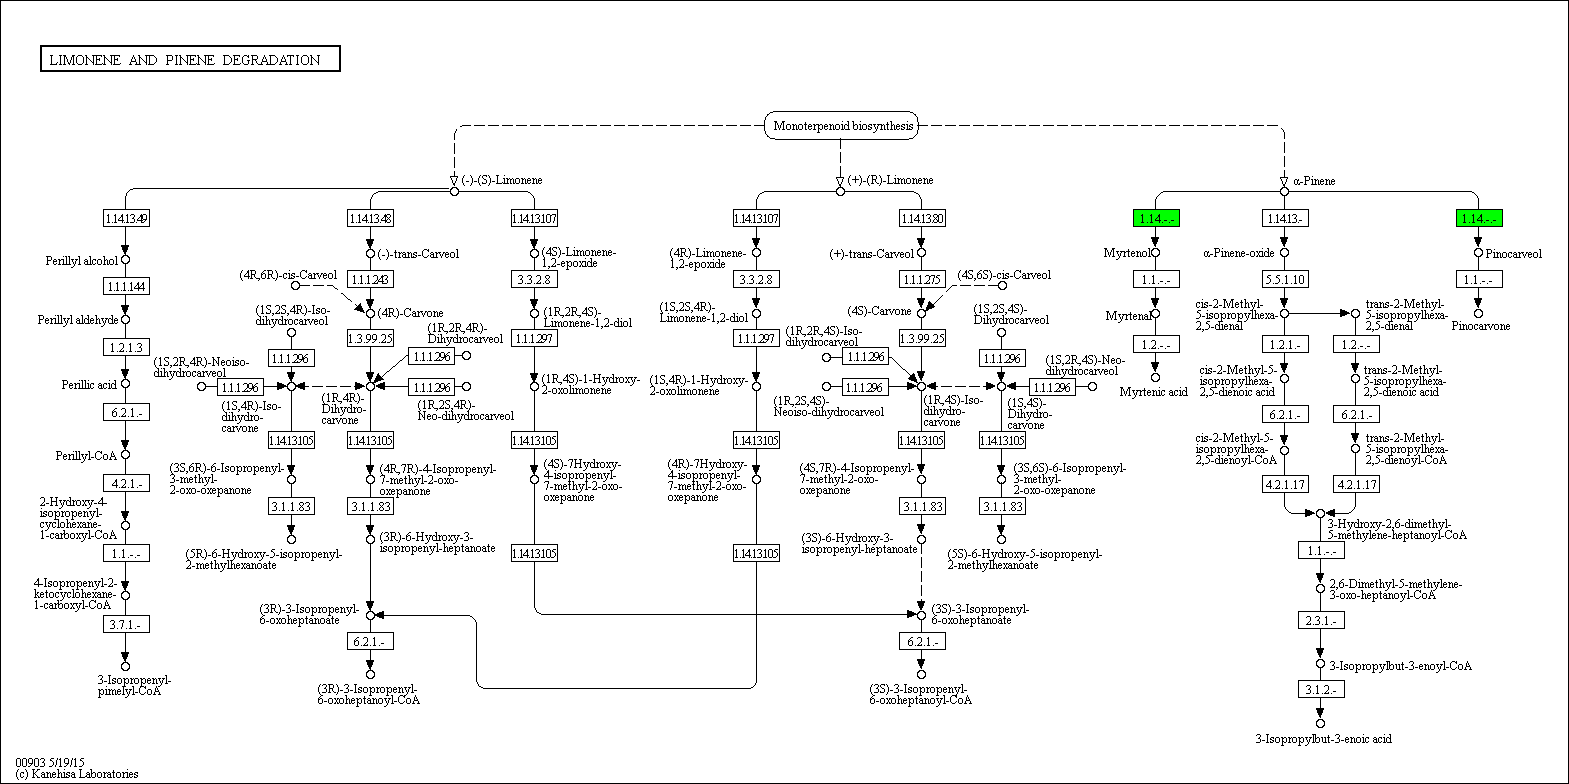 LIMONENE AND PINENE DEGRADATION
Monoterpenoid biosynthesis
(-)-(S)-Limonene
(+)-(R)-Limonene
α-Pinene
1.14.13.49
1.14.13.48
1.14.13.107
1.14.13.107
1.14.13.80
1.14.-.-
1.14.13.-
1.14.-.-
Perillyl alcohol
(-)-trans-Carveol
(4S)-Limonene-
1,2-epoxide
(4R)-Limonene-
1,2-epoxide
(+)-trans-Carveol
Myrtenol
α-Pinene-oxide
Pinocarveol
1.1.1.144
(4R,6R)-cis-Carveol
1.1.1.243
3.3.2.8
3.3.2.8
1.1.1.275
(4S,6S)-cis-Carveol
1.1.-.-
5.5.1.10
1.1.-.-
Perillyl aldehyde
(1S,2S,4R)-Iso-
dihydrocarveol
(4R)-Carvone
(1R,2R,4S)-
Limonene-1,2-diol
(1S,2S,4R)-
Limonene-1,2-diol
(4S)-Carvone
(1S,2S,4S)-
Dihydrocarveol
Myrtenal
cis-2-Methyl-
5-isopropylhexa-
2,5-dienal
trans-2-Methyl-
5-isopropylhexa-
2,5-dienal
Pinocarvone
1.2.1.3
1.3.99.25
(1R,2R,4R)-
Dihydrocarveol
1.1.1.297
1.1.1.297
(1R,2R,4S)-Iso-
dihydrocarveol
1.3.99.25
1.2.-.-
1.2.1.-
1.2.-.-
(1S,2R,4R)-Neoiso-
dihydrocarveol
1.1.1.296
1.1.1.296
1.1.1.296
1.1.1.296
(1S,2R,4S)-Neo-
dihydrocarveol
Perillic acid
1.1.1.296
1.1.1.296
(1R,4S)-1-Hydroxy-
2-oxolimonene
(1S,4R)-1-Hydroxy-
2-oxolimonene
1.1.1.296
1.1.1.296
Myrtenic acid
cis-2-Methyl-5-
isopropylhexa-
2,5-dienoic acid
trans-2-Methyl-
5-isopropylhexa-
2,5-dienoic acid
6.2.1.-
(1S,4R)-Iso-
dihydro-
carvone
(1R,4R)-
Dihydro-
carvone
(1R,2S,4R)-
Neo-dihydrocarveol
(1R,2S,4S)-
Neoiso-dihydrocarveol
(1R,4S)-Iso-
dihydro-
carvone
(1S,4S)-
Dihydro-
carvone
6.2.1.-
6.2.1.-
1.14.13.105
1.14.13.105
1.14.13.105
1.14.13.105
1.14.13.105
1.14.13.105
Perillyl-CoA
cis-2-Methyl-5-
isopropylhexa-
2,5-dienoyl-CoA
trans-2-Methyl-
5-isopropylhexa-
2,5-dienoyl-CoA
4.2.1.-
(3S,6R)-6-Isopropenyl-
3-methyl-
2-oxo-oxepanone
(4R,7R)-4-Isopropenyl-
7-methyl-2-oxo-
oxepanone
(4S)-7Hydroxy-
4-isopropenyl-
7-methyl-2-oxo-
oxepanone
(4R)-7Hydroxy-
4-isopropenyl-
7-methyl-2-oxo-
oxepanone
(4S,7R)-4-Isopropenyl-
7-methyl-2-oxo-
oxepanone
(3S,6S)-6-Isopropenyl-
3-methyl-
2-oxo-oxepanone
4.2.1.17
4.2.1.17
2-Hydroxy-4-
isopropenyl-
cyclohexane-
1-carboxyl-CoA
3.1.1.83
3.1.1.83
3.1.1.83
3.1.1.83
3-Hydroxy-2,6-dimethyl-
5-methylene-heptanoyl-CoA
1.1.-.-
(5R)-6-Hydroxy-5-isopropenyl-
2-methylhexanoate
(3R)-6-Hydroxy-3-
isopropenyl-heptanoate
1.14.13.105
1.14.13.105
(3S)-6-Hydroxy-3-
isopropenyl-heptanoate
(5S)-6-Hydroxy-5-isopropenyl-
2-methylhexanoate
1.1.-.-
4-Isopropenyl-2-
ketocyclohexane-
1-carboxyl-CoA
2,6-Dimethyl-5-methylene-
3-oxo-heptanoyl-CoA
3.7.1.-
(3R)-3-Isopropenyl-
6-oxoheptanoate
(3S)-3-Isopropenyl-
6-oxoheptanoate
2.3.1.-
6.2.1.-
6.2.1.-
3-Isopropenyl-
pimelyl-CoA
(3R)-3-Isopropenyl-
6-oxoheptanoyl-CoA
(3S)-3-Isopropenyl-
6-oxoheptanoyl-CoA
3-Isopropylbut-3-enoyl-CoA
3.1.2.-
3-Isopropylbut-3-enoic acid
00903 5/19/15
(c) Kanehisa Laboratories